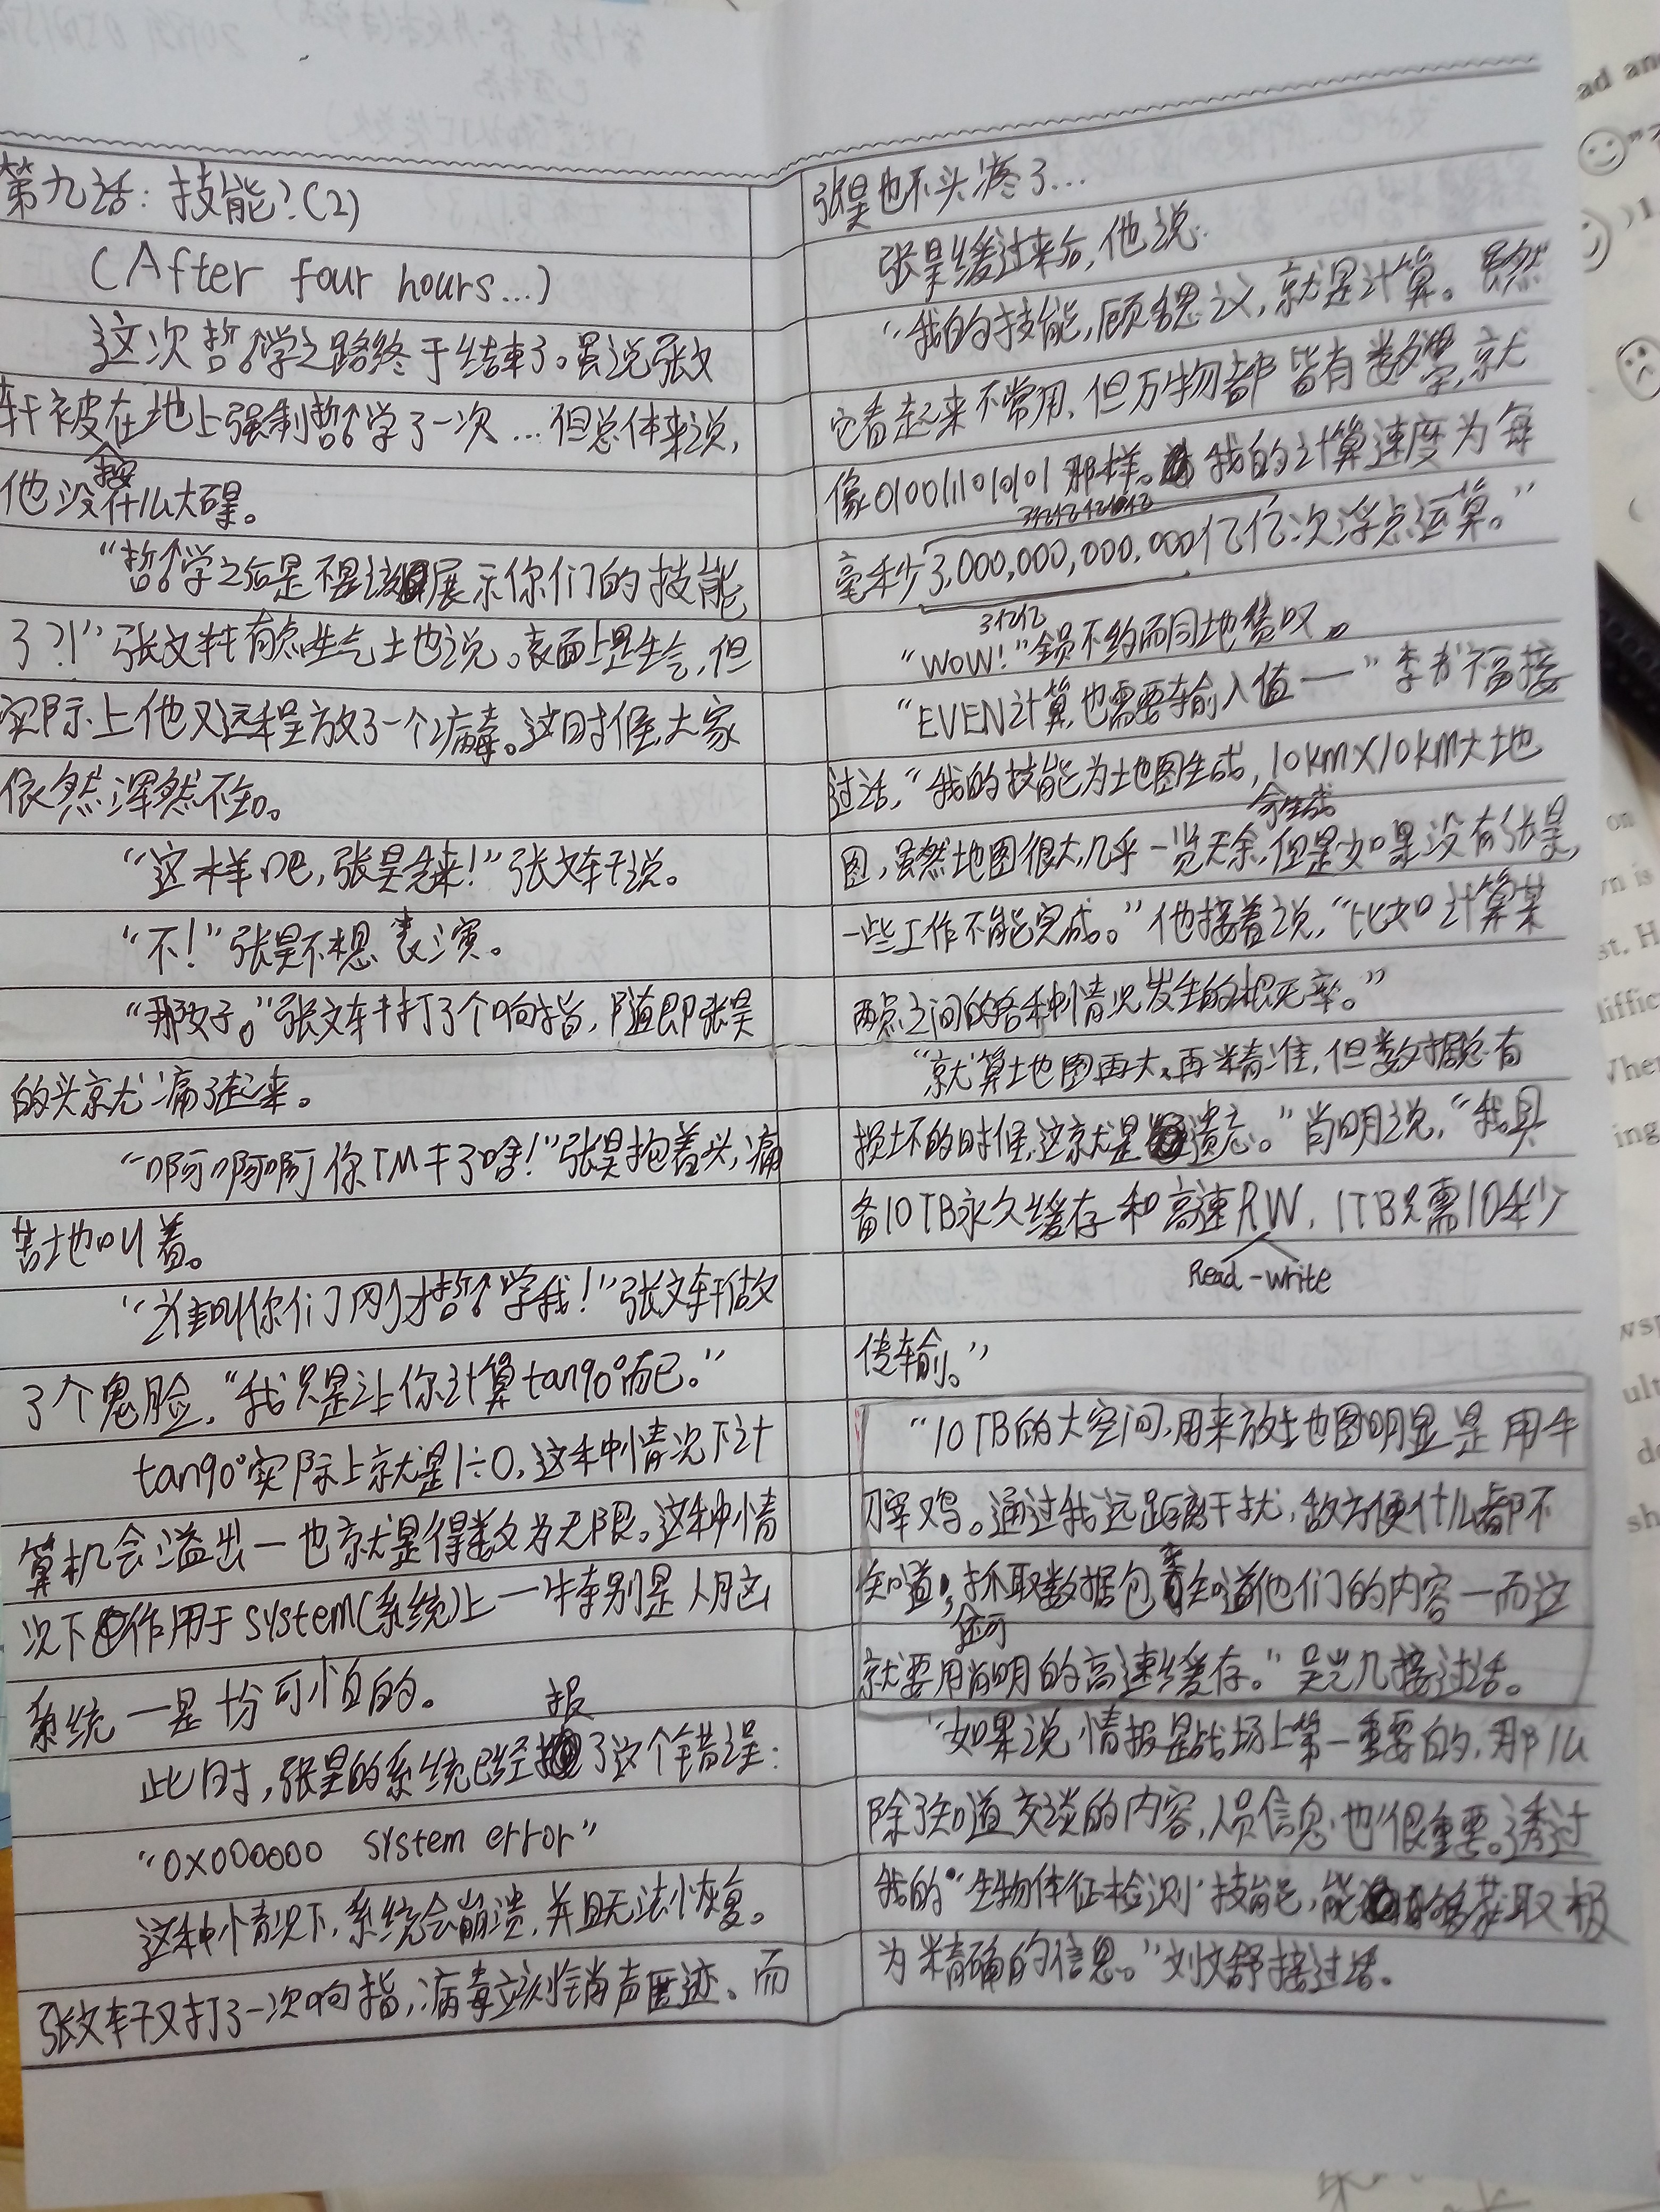 第九话：技能？(2)
(After four hours...)
这次哲学之路终于结束了。虽说张文
轩被按在地上强制哲学了一次…但总体来说，
他没什么大碍。
“哲学之后是不是该展示你们的技能
了?!”张文轩有点生气土也说。表面上是生气，但
实际上他又远程放了一个病毒。这时候，大家
依然浑然不知。
“这样吧，张昊先来！”张文轩说。
“不！”张昊不想表演。
“那好。”张文轩打了个响指，随即张昊
的头就痛了起来。
“啊啊啊你TM干了啥！”张昊抱着头，痛
苦地叫着。
“谁叫你们刚才哲学我！”张文轩做
了个鬼脸，“我只是让你计算tan90°而已。”
tan90°实际上就是1÷0，这种情况下计
算机会溢出—也就是得数为无限。这种情
况下作用于system(系统)上—特别是人脑这
系统—是十分可怕的。
此时，张昊的系统已经报了这个错误：
“0x000000 system error”
这种情况下，系统会崩溃，并且无法恢复。
张文轩又打了一次响指，病毒立刻销声匿迹、而
张昊也不头疼了…
张昊缓过来后，他说：
“我的技能，顾名思议，就是计算。虽然
它看起来不常用，但万物都皆有数学，就
像0100111010101那样。我的计算速度为每
毫秒3,000,000,000,000亿亿次浮点运算。”
3亿亿
“WOW!”全员不约而同地赞叹。
“EVEN计算，也需要输入值——”李书福接
过话，“我的技能为地图生成，10km×10km大地
图，虽然地图很大，几乎一览无余，但是如果没有张昊，
会生成
一些工作不能完成。”他接着说，“比如计算某
两点之间的各种情况发生的概率。”
“就算地图再大，再精准，但数据总有
损坏的时候，这就是遗忘。”肖明说，“我具
备10TB永久缓存和高速RW，1TB只需10秒
Read-write
传输。”
“10TB的大空间，用来放地图明显是用牛
刀宰鸡。通过我远距离干扰，敌方便什么都不
知道，抓取数据包来知道他们的内容—而这
就要用肖明的高速缓存。”吴岂几接过话。
“如果说情报是战场上第一重要的，那么
除了知道交谈的内容，人员信息也很重要。透过
我的“生物体征检测”技能，能够获取极
为精确的信息。”刘文舒接过话。